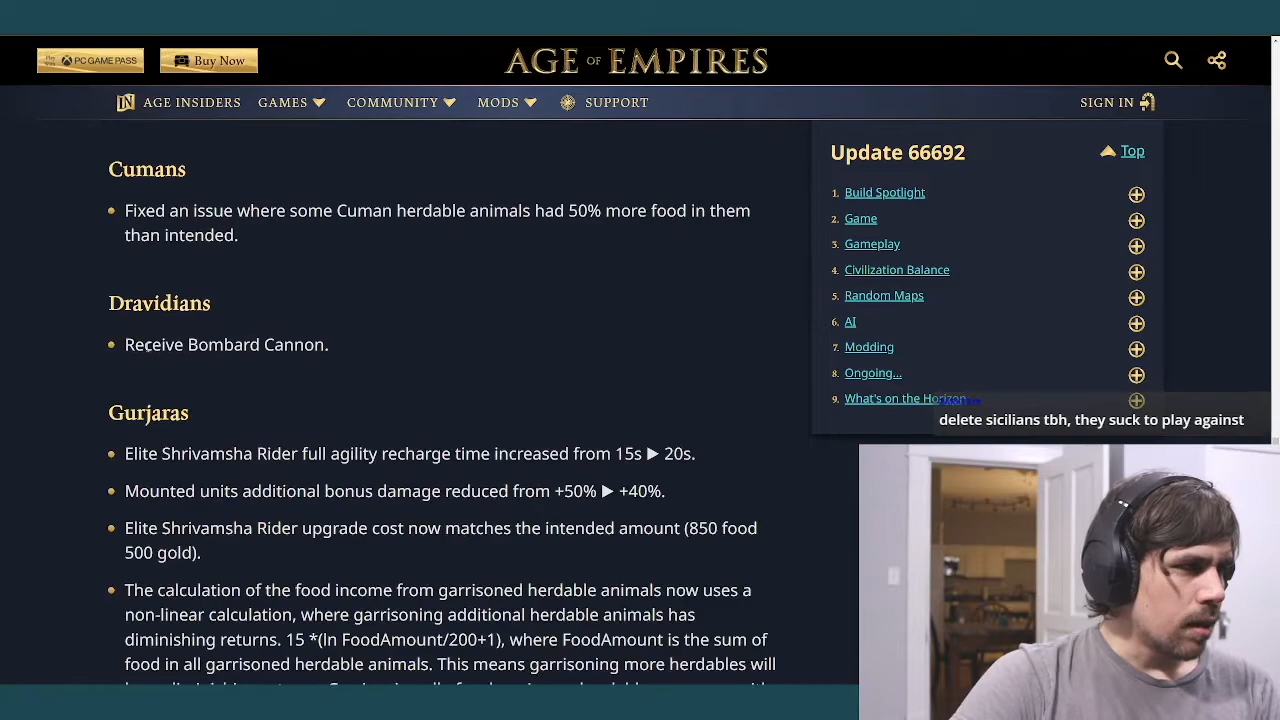 PC GAME PASS
Buy Now
AGE OF EMPIRES
AGE INSIDERS
GAMES
COMMUNITY
MODS
SUPPORT
SIGN IN
Cumans
Fixed an issue where some Cuman herdable animals had 50% more food in them
than intended.
Dravidians
Receive Bombard Cannon.
Gurjaras
Elite Shrivamsha Rider full agility recharge time increased from 15s ▶ 20s.
Mounted units additional bonus damage reduced from +50% ▶ +40%.
Elite Shrivamsha Rider upgrade cost now matches the intended amount (850 food
500 gold).
The calculation of the food income from garrisoned herdable animals now uses a
non-linear calculation, where garrisoning additional herdable animals has
diminishing returns. 15 *(ln FoodAmount/200+1), where FoodAmount is the sum of
food in all garrisoned herdable animals. This means garrisoning more herdables will
Update 66692
Top
1. Build Spotlight
2. Game
3. Gameplay
4. Civilization Balance
5. Random Maps
6. AI
7. Modding
8. Ongoing...
9. What's on the Horizon
delete sicilians tbh, they suck to play against